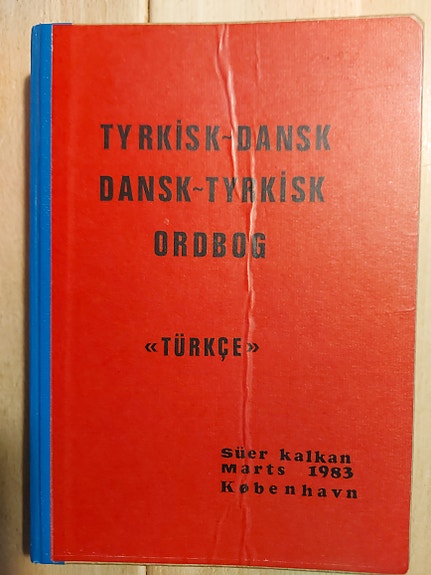 TYRKİSK~DANSK
DANSK~TYRKİSK
ORDBOG
«TÜRKÇE»
Süer kalkan
Marts 1983
København